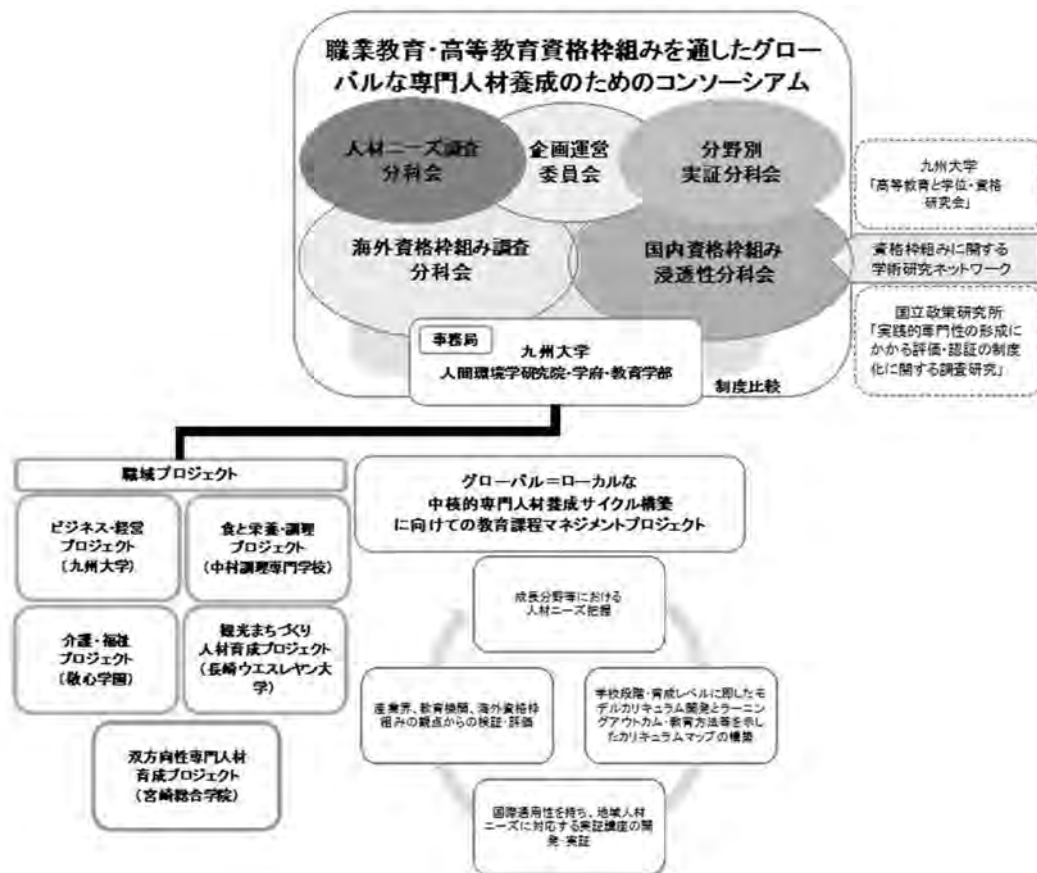 職業教育・高等教育資格枠組みを通したグロー
バルな専門人材養成のためのコンソーシアム
人材ニーズ調査
分科会
企画運営
委員会
分野別
実証分科会
海外資格枠組み調査
分科会
国内資格枠組み
浸透性分科会
九州大学
「高等教育と学位・資格
研究会」
資格枠組みに関する
学術研究ネットワーク
国立政策研究所
「実践的専門性の形成に
かかる評価・認証の制度
化に関する調査研究」
事務局
九州大学
人間環境学研究院・学府・教育学部
制度比較
職域プロジェクト
ビジネス・経営
プロジェクト
(九州大学)
食と栄養・調理
プロジェクト
(中村調理専門学校)
介護・福祉
プロジェクト
(敬心学園)
観光まちづくり
人材育成プロジェクト
(長崎ウエスレヤン大
学)
双方向性専門人材
育成プロジェクト
(宮崎総合学院)
グローバル=ローカルな
中核的専門人材養成サイクル構築
に向けての教育課程マネジメントプロジェクト
成長分野等における
人材ニーズ把握
産業界、教育機関、海外資格枠
組みの観点からの検証・評価
学校段階・育成レベルに即したモ
デルカリキュラム開発とラーニン
グアウトカム・教育方法等を示し
たカリキュラムマップの構築
国際通用性を持ち、地域人材
ニーズに対応する実証講座の開
発・実証